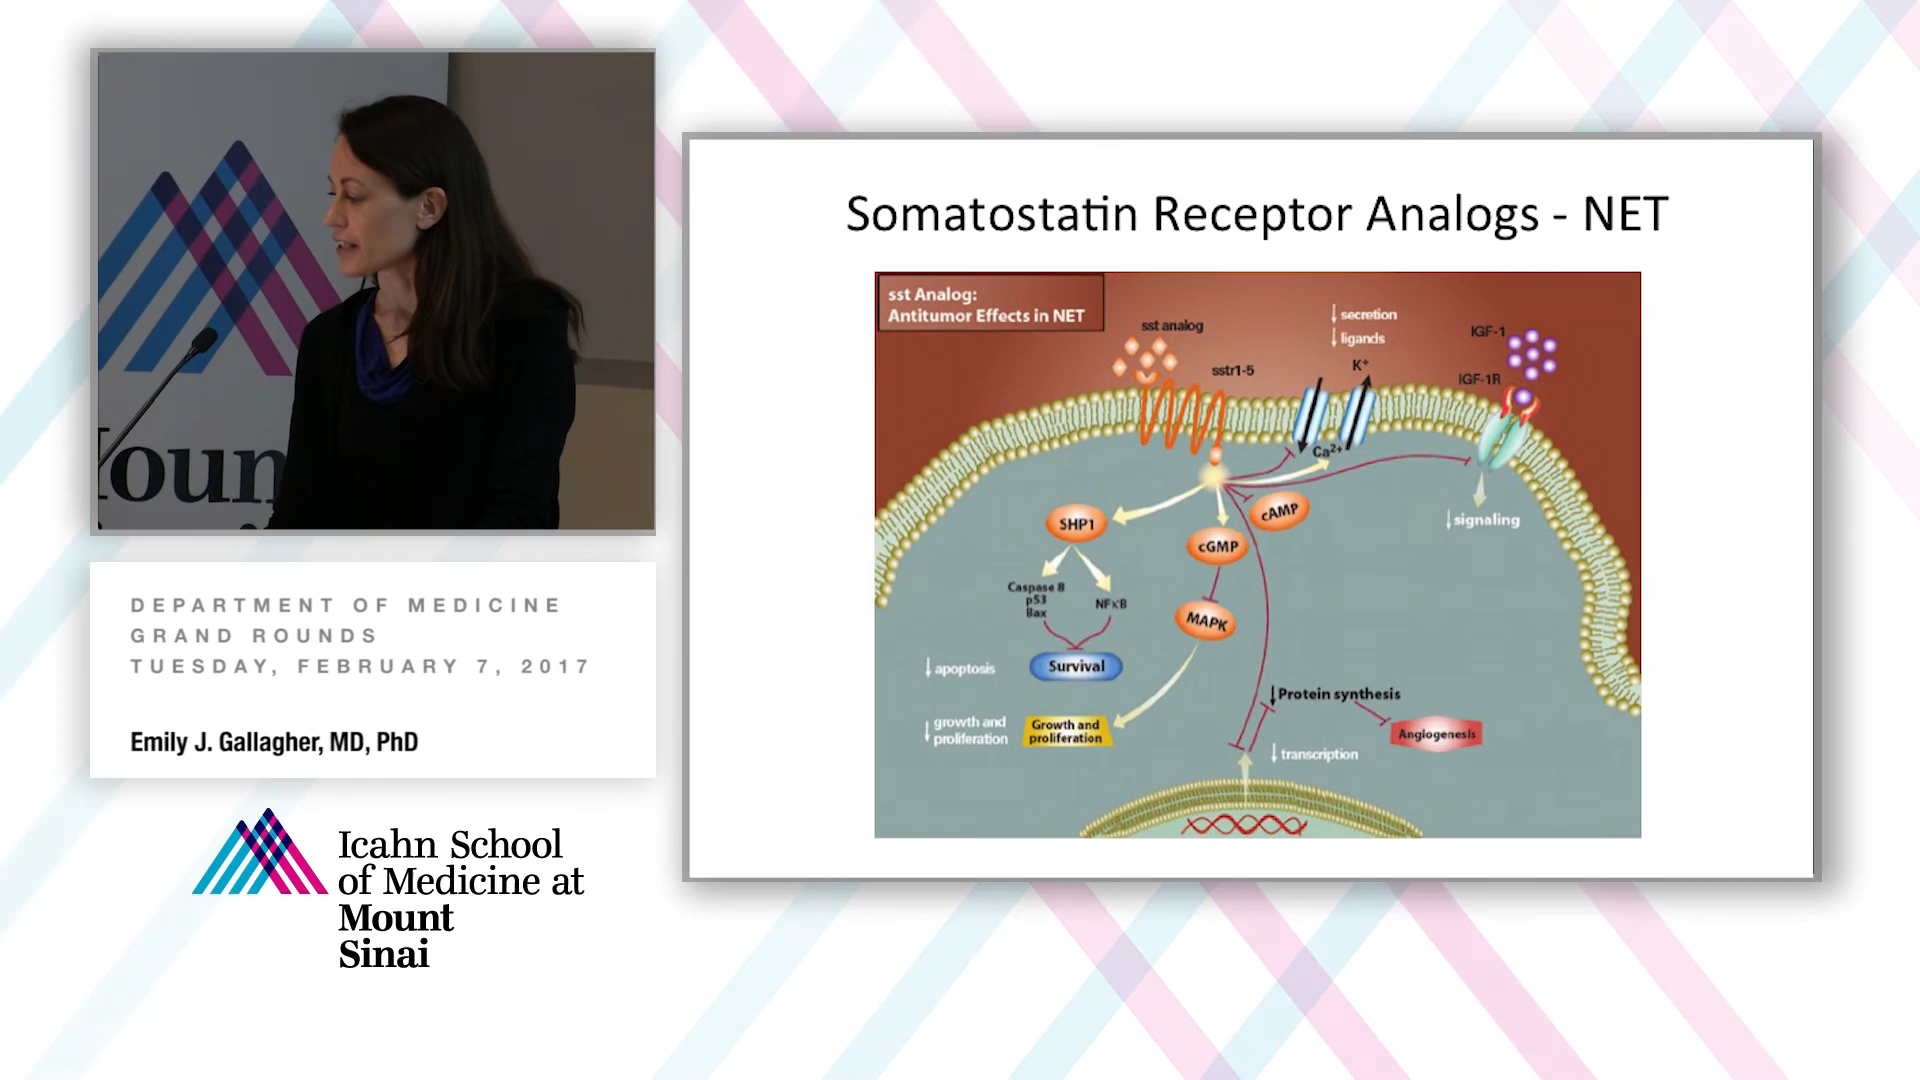 Moun
DEPARTMENT OF MEDICINE
GRAND ROUNDS
TUESDAY, FEBRUARY 7, 2017
Emily J. Gallagher, MD, PhD
Icahn School
of Medicine at
Mount
Sinai
Somatostatin Receptor Analogs - NET
sst Analog:
Antitumor Effects in NET
sst analog
sstr1-5
↓ secretion
↓ ligands
K⁺
IGF-1
IGF-1R
Ca²⁺
SHP1
cAMP
cGMP
↓ signaling
Caspase 8
p53
Bax
NFκB
MAPK
↓ apoptosis
Survival
↓ growth and
proliferation
Growth and
proliferation
↓ Protein synthesis
Angiogenesis
↓ transcription